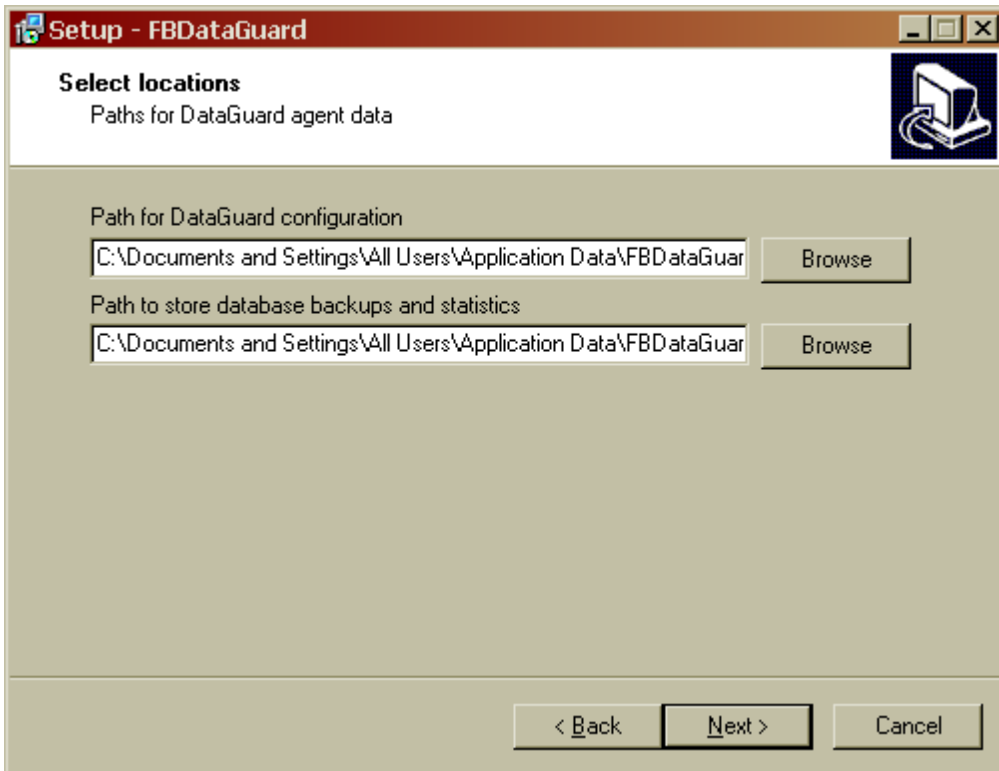 Setup - FBDataGuard
Select locations
Paths for DataGuard agent data
Path for DataGuard configuration
C:\Documents and Settings\All Users\Application Data\FBDataGuar
Browse
Path to store database backups and statistics
C:\Documents and Settings\All Users\Application Data\FBDataGuar
Browse
< Back
Next >
Cancel